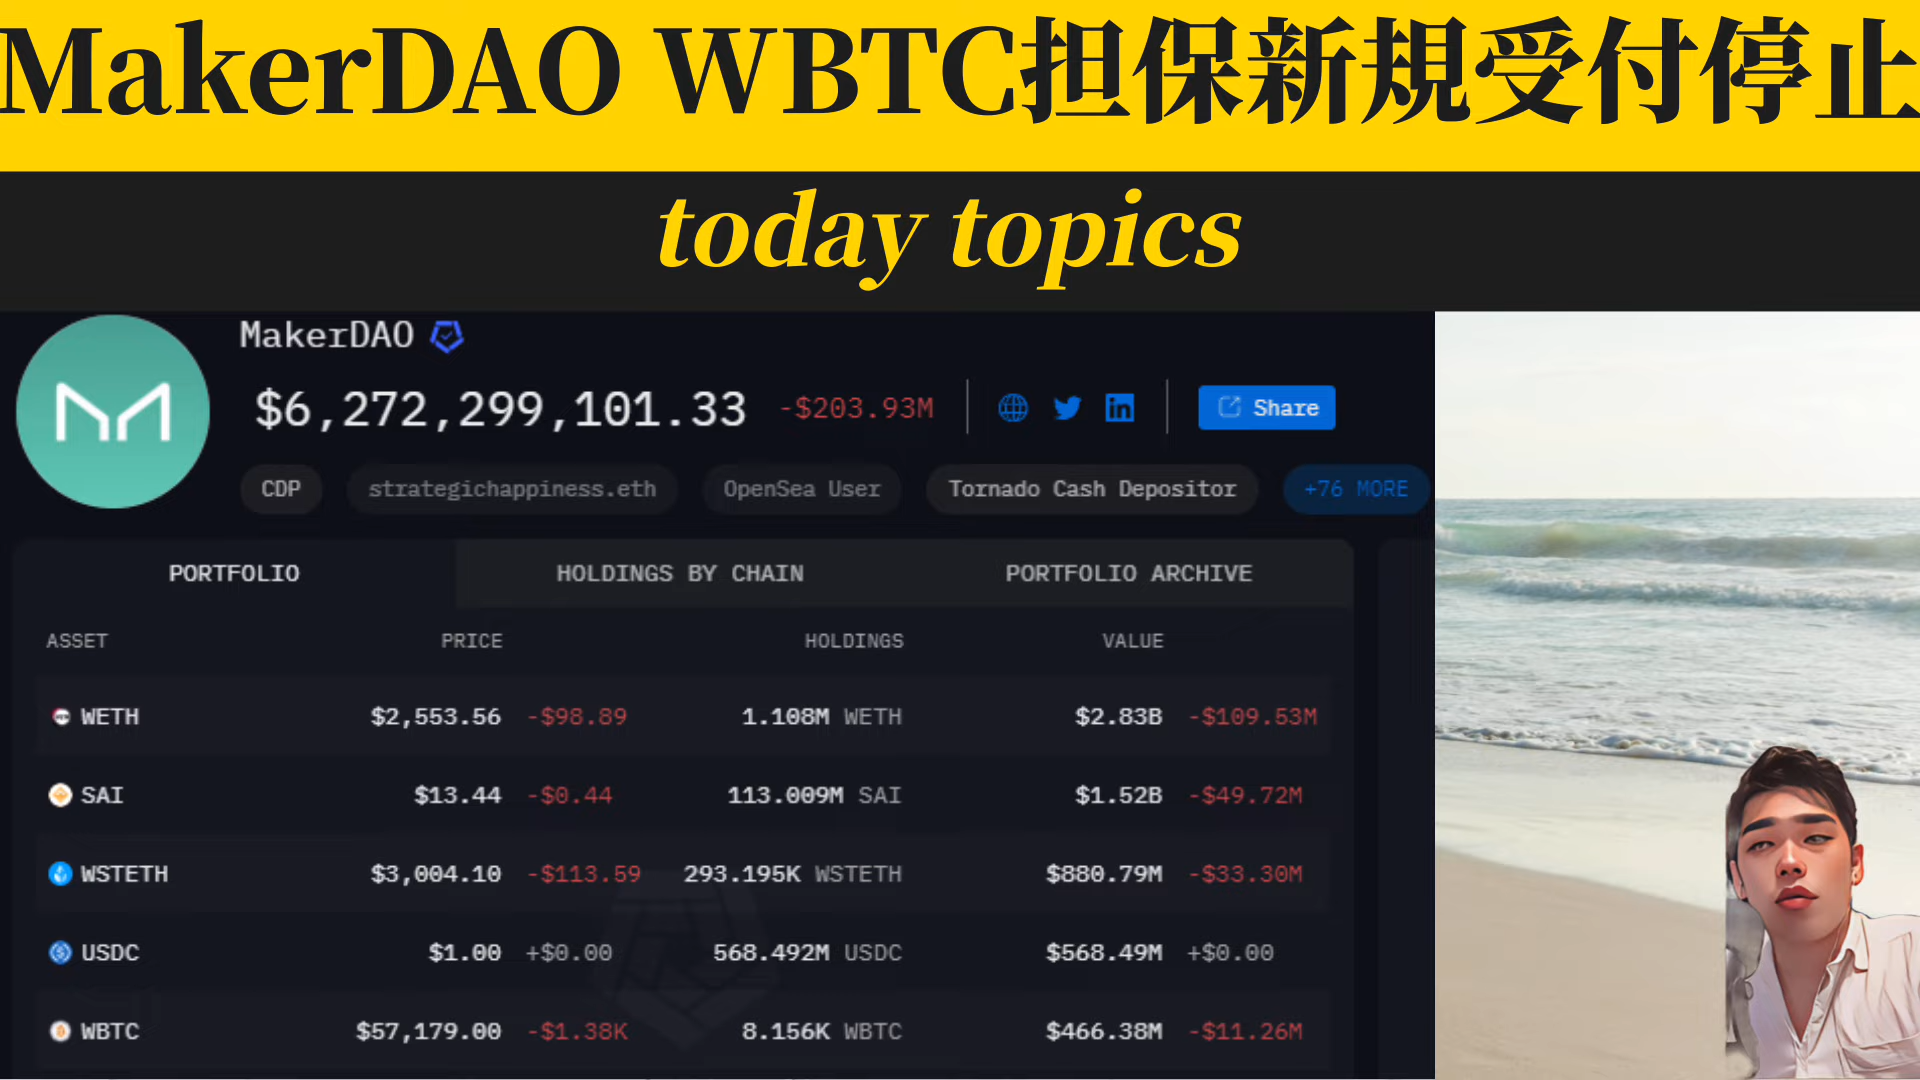 MakerDAO WBTC担保新規受付停止
today topics
MakerDAO
$6,272,299,101.33 -$203.93M Share
CDP strategichappiness.eth OpenSea User Tornado Cash Depositor +76 MORE
PORTFOLIO HOLDINGS BY CHAIN PORTFOLIO ARCHIVE
ASSET PRICE HOLDINGS VALUE
WETH $2,553.56 -$98.89 1.108M WETH $2.83B -$109.53M
SAI $13.44 -$0.44 113.009M SAI $1.52B -$49.72M
WSTETH $3,004.10 -$113.59 293.195K WSTETH $880.79M -$33.30M
USDC $1.00 +$0.00 568.492M USDC $568.49M +$0.00
WBTC $57,179.00 -$1.38K 8.156K WBTC $466.38M -$11.26M